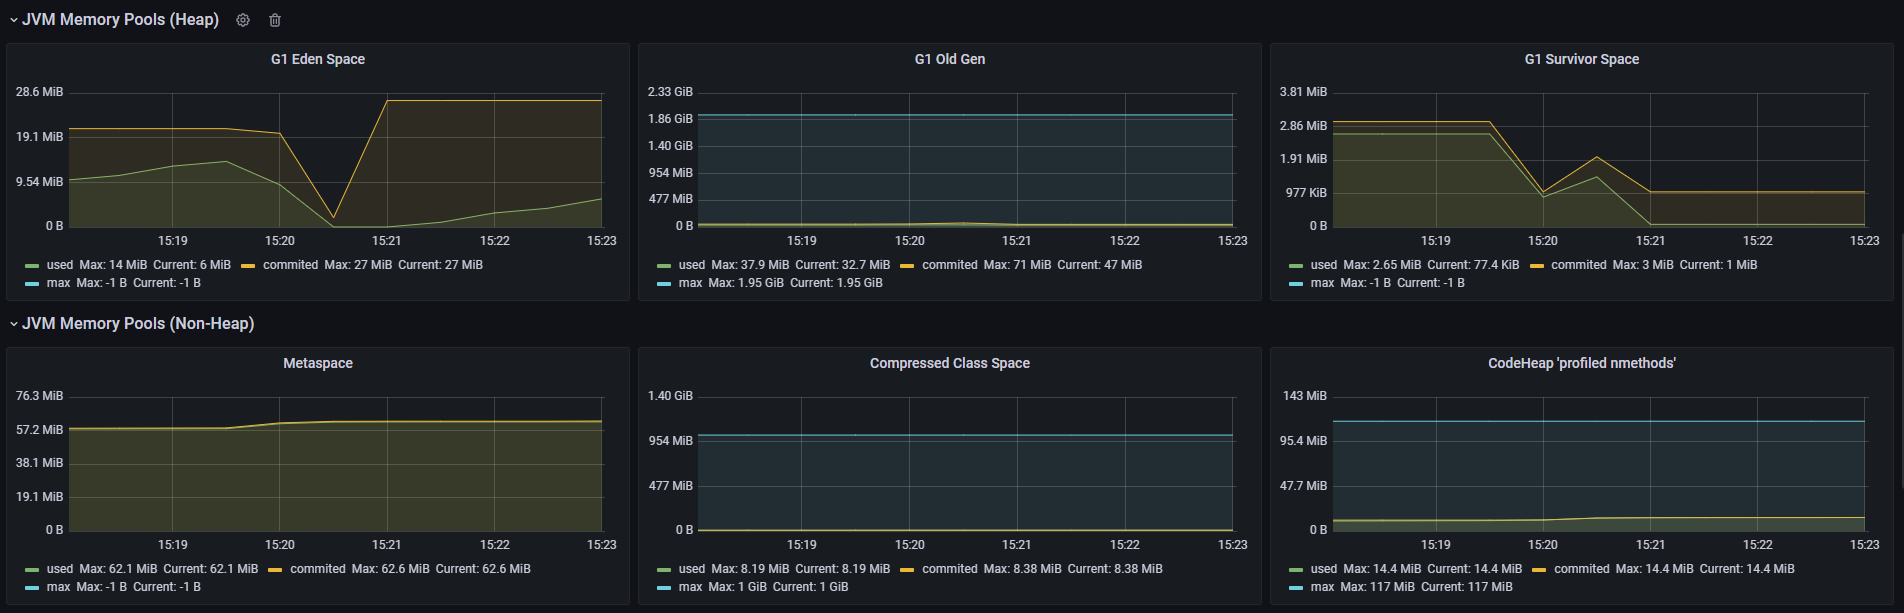 JVM Memory Pools (Heap)
G1 Eden Space
28.6 MiB
19.1 MiB
9.54 MiB
0 B
15:19 15:20 15:21 15:22 15:23
used Max: 14 MiB Current: 6 MiB commited Max: 27 MiB Current: 27 MiB
max Max: -1 B Current: -1 B
G1 Old Gen
2.33 GiB
1.86 GiB
1.40 GiB
954 MiB
477 MiB
0 B
15:19 15:20 15:21 15:22 15:23
used Max: 37.9 MiB Current: 32.7 MiB commited Max: 71 MiB Current: 47 MiB
max Max: 1.95 GiB Current: 1.95 GiB
G1 Survivor Space
3.81 MiB
2.86 MiB
1.91 MiB
977 KiB
0 B
15:19 15:20 15:21 15:22 15:23
used Max: 2.65 MiB Current: 77.4 KiB commited Max: 3 MiB Current: 1 MiB
max Max: -1 B Current: -1 B
JVM Memory Pools (Non-Heap)
Metaspace
76.3 MiB
57.2 MiB
38.1 MiB
19.1 MiB
0 B
15:19 15:20 15:21 15:22 15:23
used Max: 62.1 MiB Current: 62.1 MiB commited Max: 62.6 MiB Current: 62.6 MiB
max Max: -1 B Current: -1 B
Compressed Class Space
1.40 GiB
954 MiB
477 MiB
0 B
15:19 15:20 15:21 15:22 15:23
used Max: 8.19 MiB Current: 8.19 MiB commited Max: 8.38 MiB Current: 8.38 MiB
max Max: 1 GiB Current: 1 GiB
CodeHeap 'profiled nmethods'
143 MiB
95.4 MiB
47.7 MiB
0 B
15:19 15:20 15:21 15:22 15:23
used Max: 14.4 MiB Current: 14.4 MiB commited Max: 14.4 MiB Current: 14.4 MiB
max Max: 117 MiB Current: 117 MiB